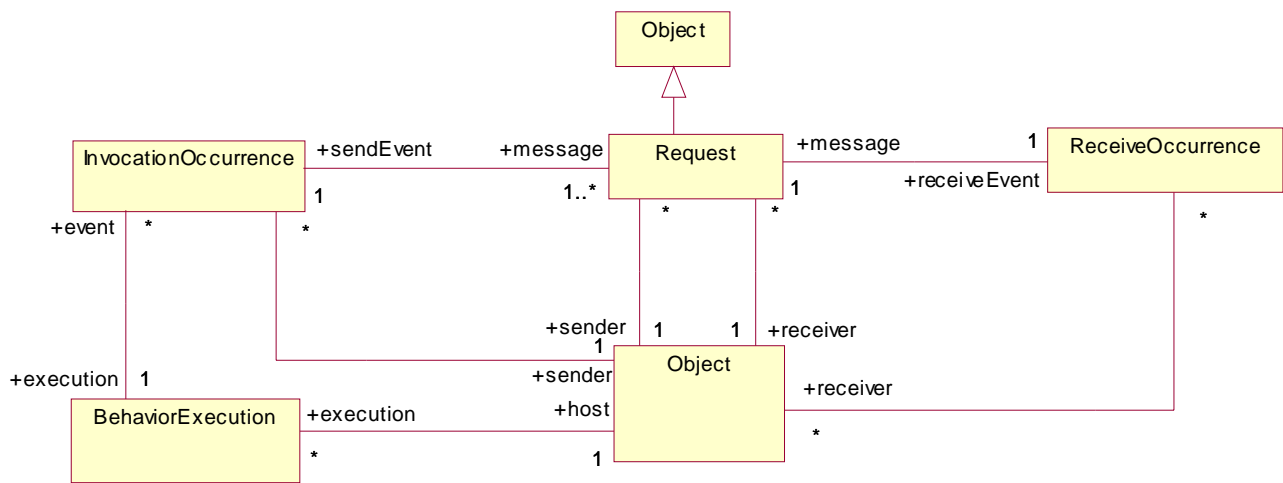 Object
InvocationOccurrence
+sendEvent
+message
Request
+message
1
ReceiveOccurrence
1
1..*
1
+receiveEvent
+event
*
*
*
*
*
+sender
1
1
+receiver
1
+sender
Object
+execution
1
+receiver
BehaviorExecution
+execution
+host
*
*
1